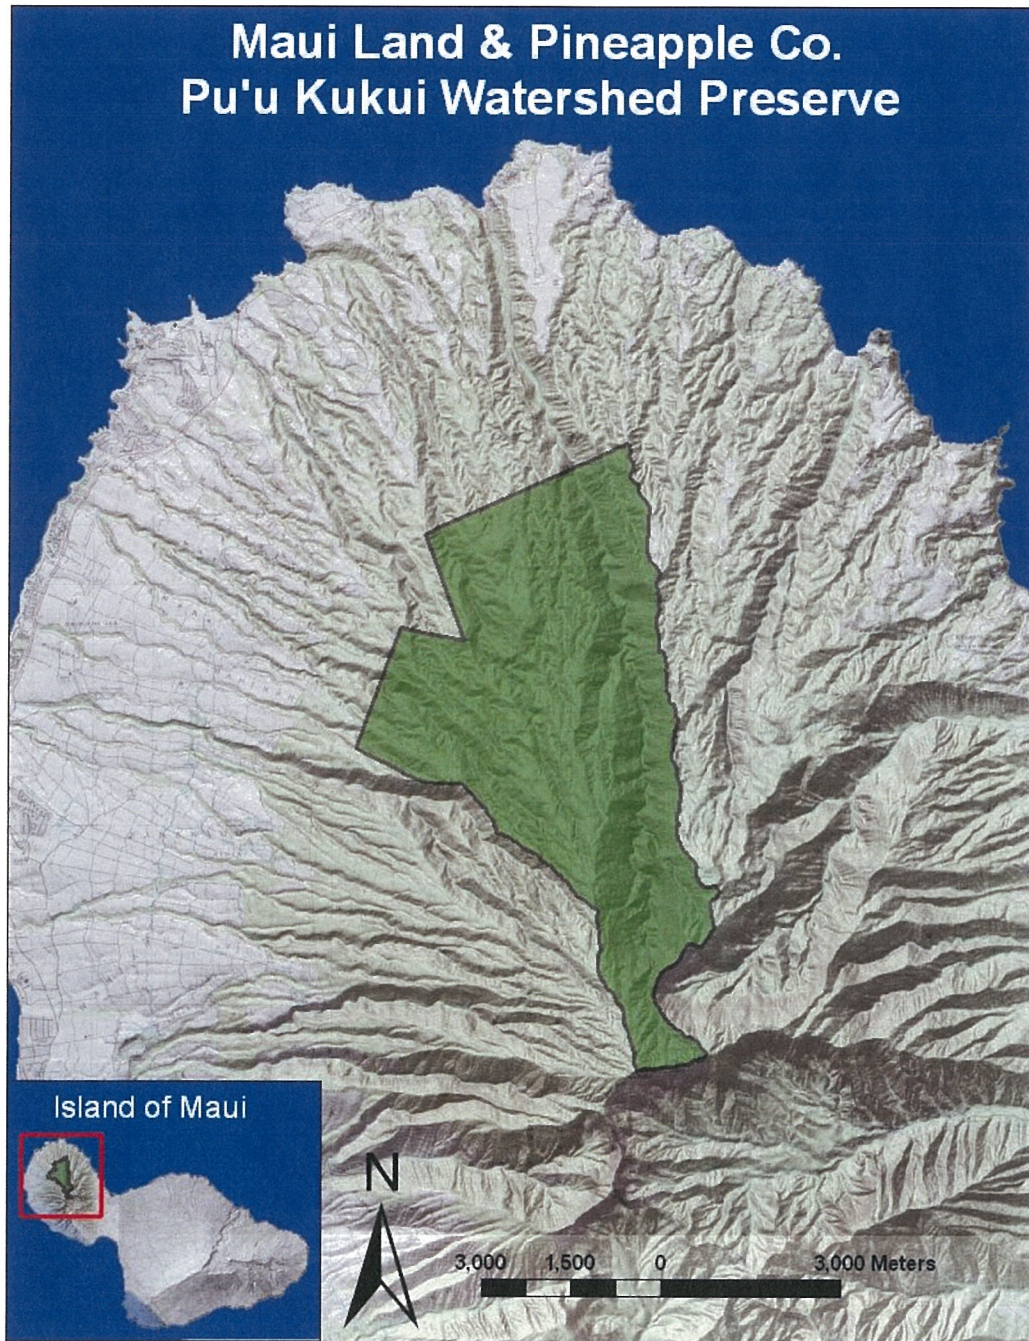 Maui Land & Pineapple Co.
Pu'u Kukui Watershed Preserve
Island of Maui
N
3,000 1,500 0 3,000 Meters